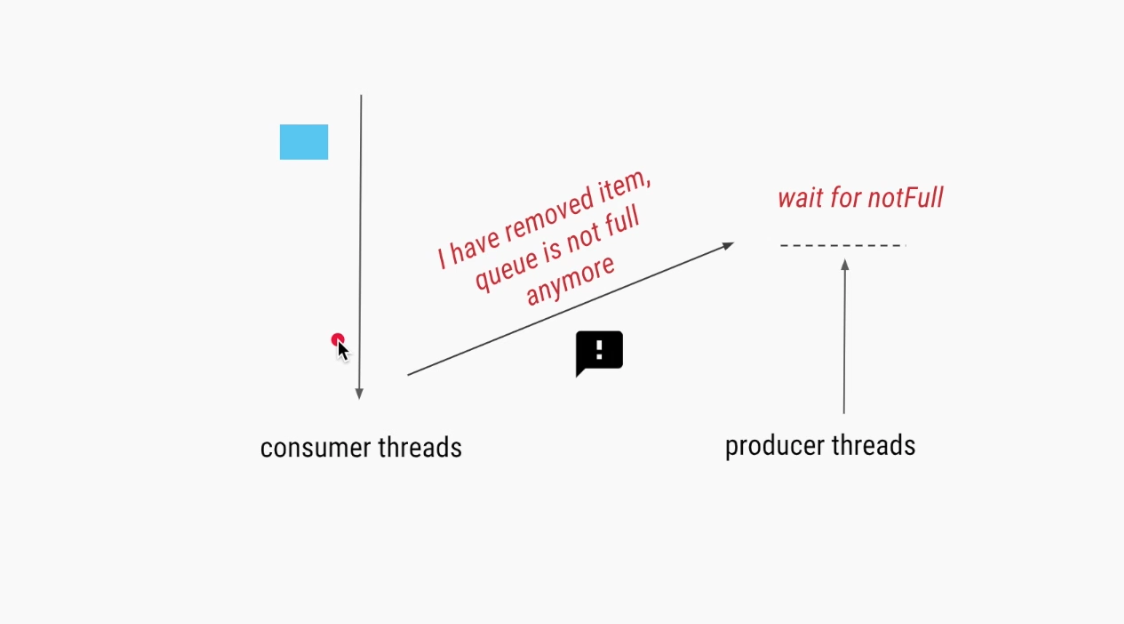 I have removed item,
queue is not full
anymore
wait for notFull
consumer threads
producer threads